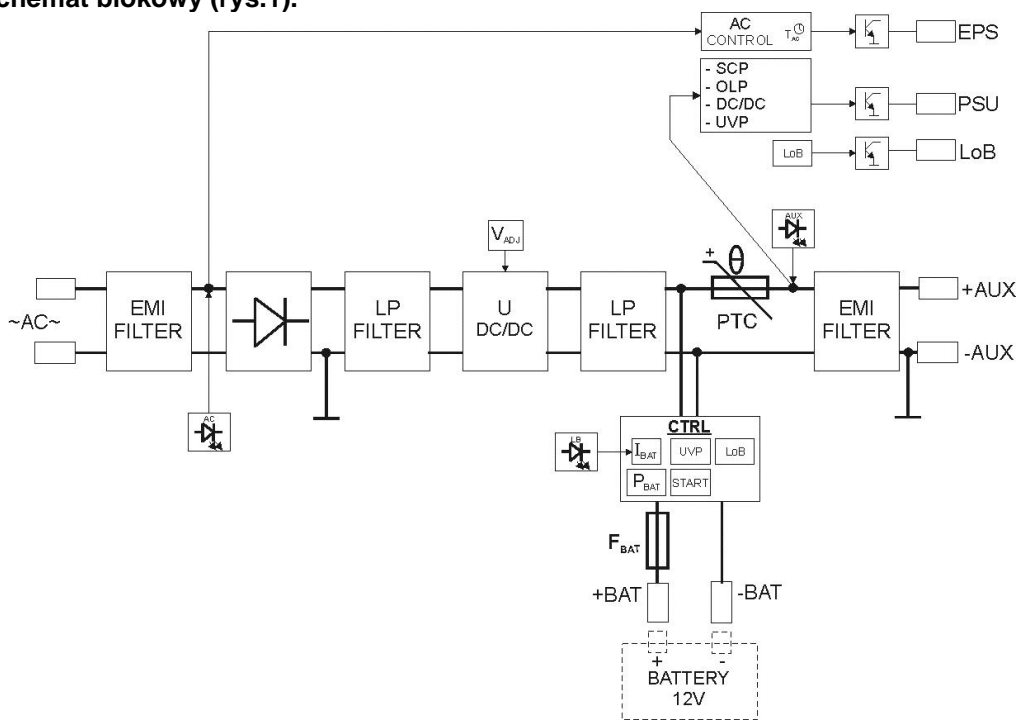 chemat blokowy (rys.1).
AC
CONTROL
T AC
EPS
- SCP
- OLP
- DC/DC
- UVP
PSU
LoB
LoB
AUX
V ADJ
~AC~
EMI
FILTER
LP
FILTER
U
DC/DC
LP
FILTER
+ θ
PTC
EMI
FILTER
+AUX
-AUX
AC
CTRL
LB
I BAT
UVP
LoB
P BAT
START
F BAT
+BAT
-BAT
+ -
BATTERY
12V